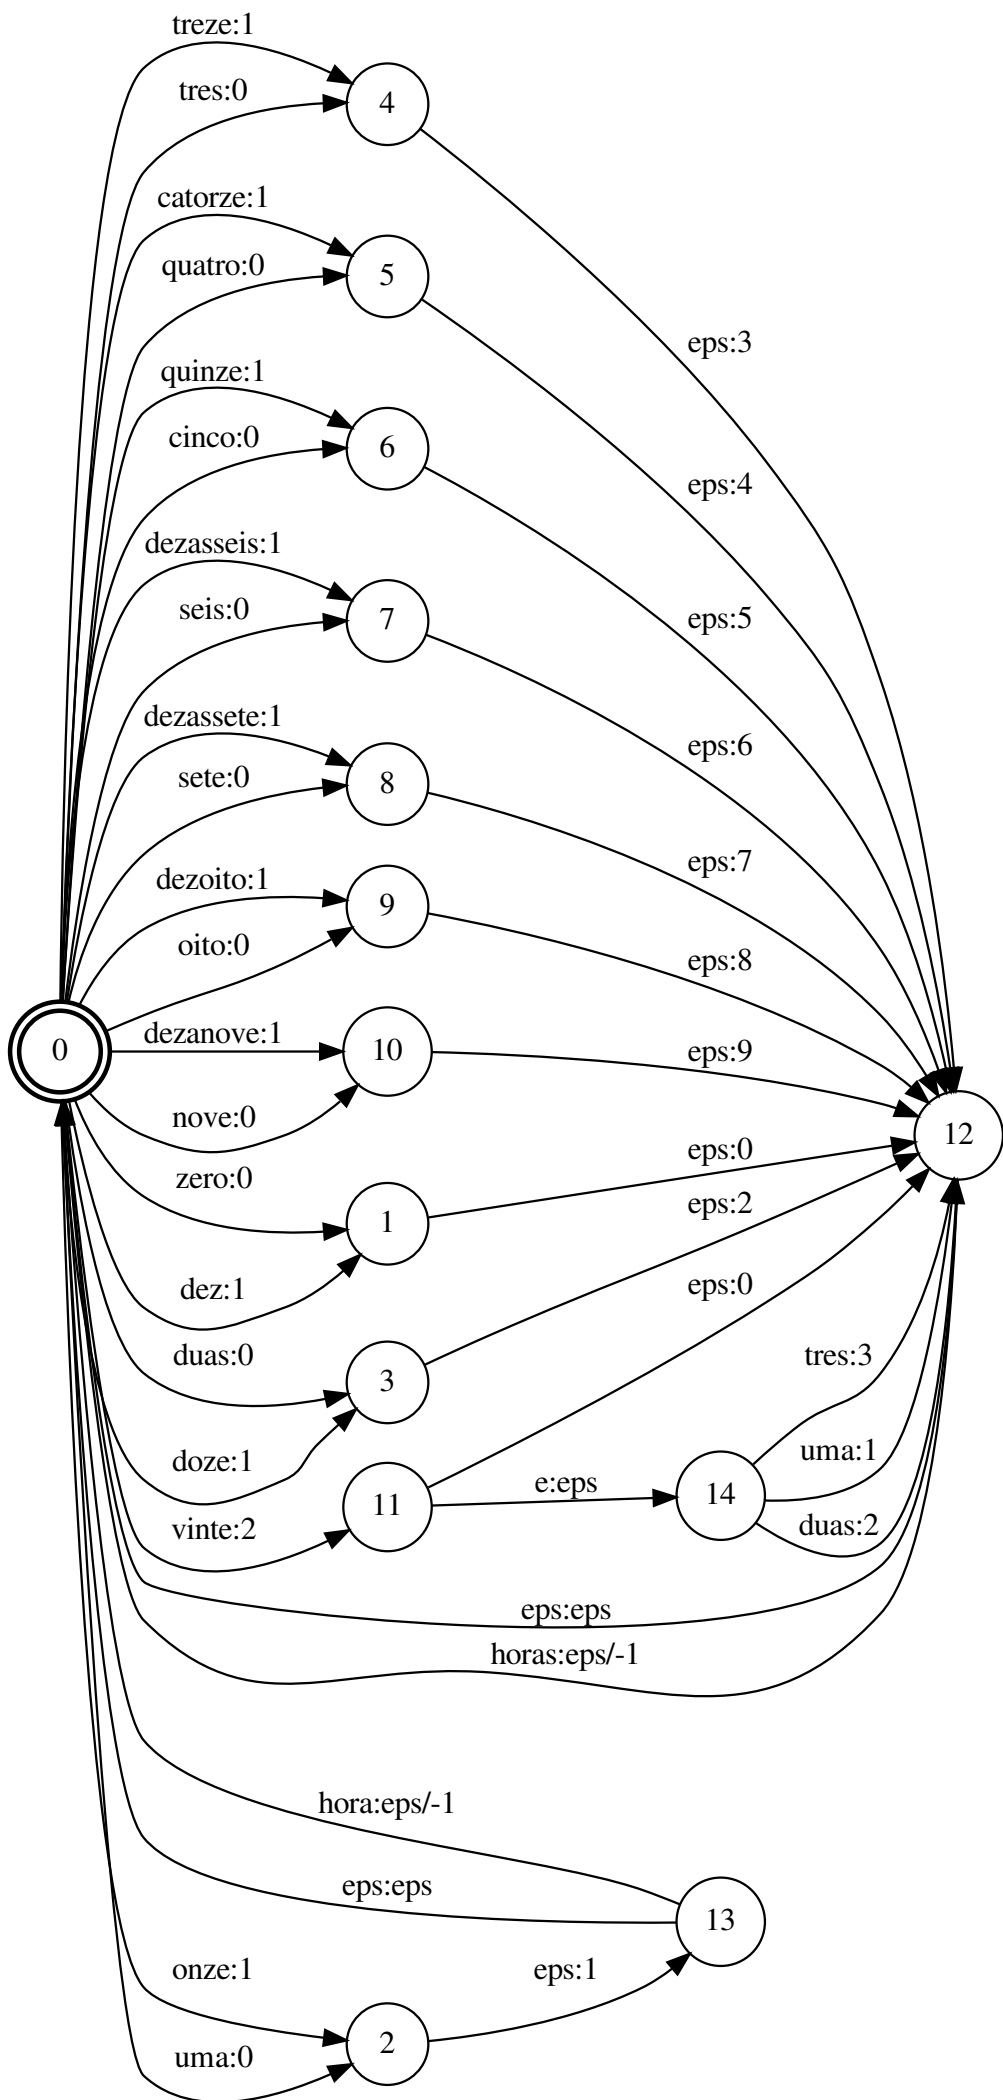 treze:1
tres:0
4
catorze:1
quatro:0
5
eps:3
quinze:1
cinco:0
6
eps:4
dezasseis:1
seis:0
7
eps:5
dezassete:1
sete:0
8
eps:6
dezoito:1
oito:0
9
eps:7
eps:8
0
dezanove:1
10
eps:9
nove:0
12
zero:0
1
eps:0
eps:2
dez:1
eps:0
duas:0
3
tres:3
doze:1
uma:1
vinte:2
11
e:eps
14
duas:2
eps:eps
horas:eps/-1
hora:eps/-1
eps:eps
13
onze:1
eps:1
uma:0
2